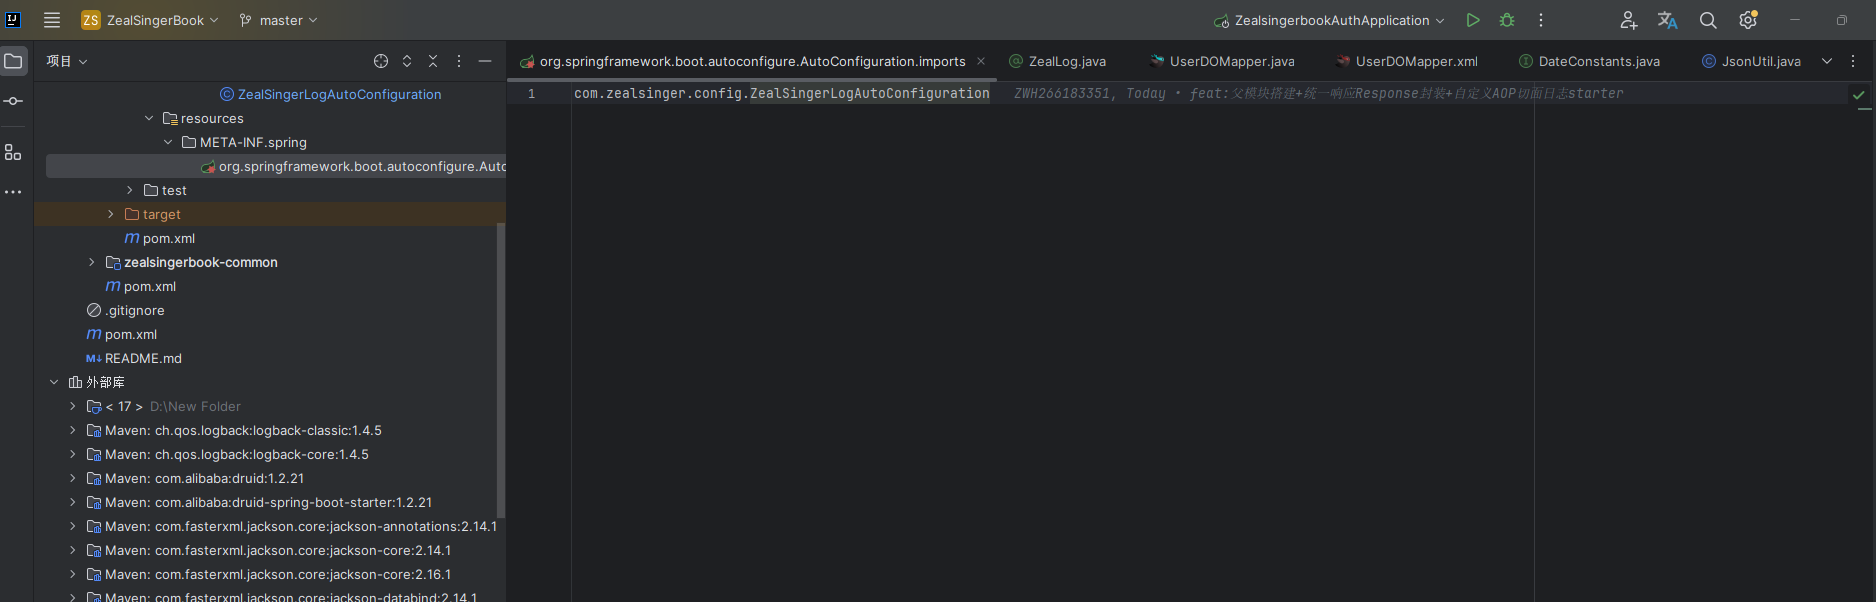 ZS ZealSingerBook master ZealsingerbookAuthApplication
项目
org.springframework.boot.autoconfigure.AutoConfiguration.imports ZealLog.java UserDOMapper.java UserDOMapper.xml DateConstants.java JsonUtil.java
1 com.zealsinger.config.ZealSingerLogAutoConfiguration ZWH266183351, Today • feat:父模块搭建+统一响应Response封装+自定义AOP切面日志starter
ZealSingerLogAutoConfiguration
resources
META-INF.spring
org.springframework.boot.autoconfigure.Auto
test
target
pom.xml
zealsingerbook-common
pom.xml
.gitignore
pom.xml
README.md
外部库
< 17 > D:\New Folder
Maven: ch.qos.logback:logback-classic:1.4.5
Maven: ch.qos.logback:logback-core:1.4.5
Maven: com.alibaba:druid:1.2.21
Maven: com.alibaba:druid-spring-boot-starter:1.2.21
Maven: com.fasterxml.jackson.core:jackson-annotations:2.14.1
Maven: com.fasterxml.jackson.core:jackson-core:2.14.1
Maven: com.fasterxml.jackson.core:jackson-core:2.16.1
Maven: com.fasterxml.jackson.core:jackson-databind:2.14.1